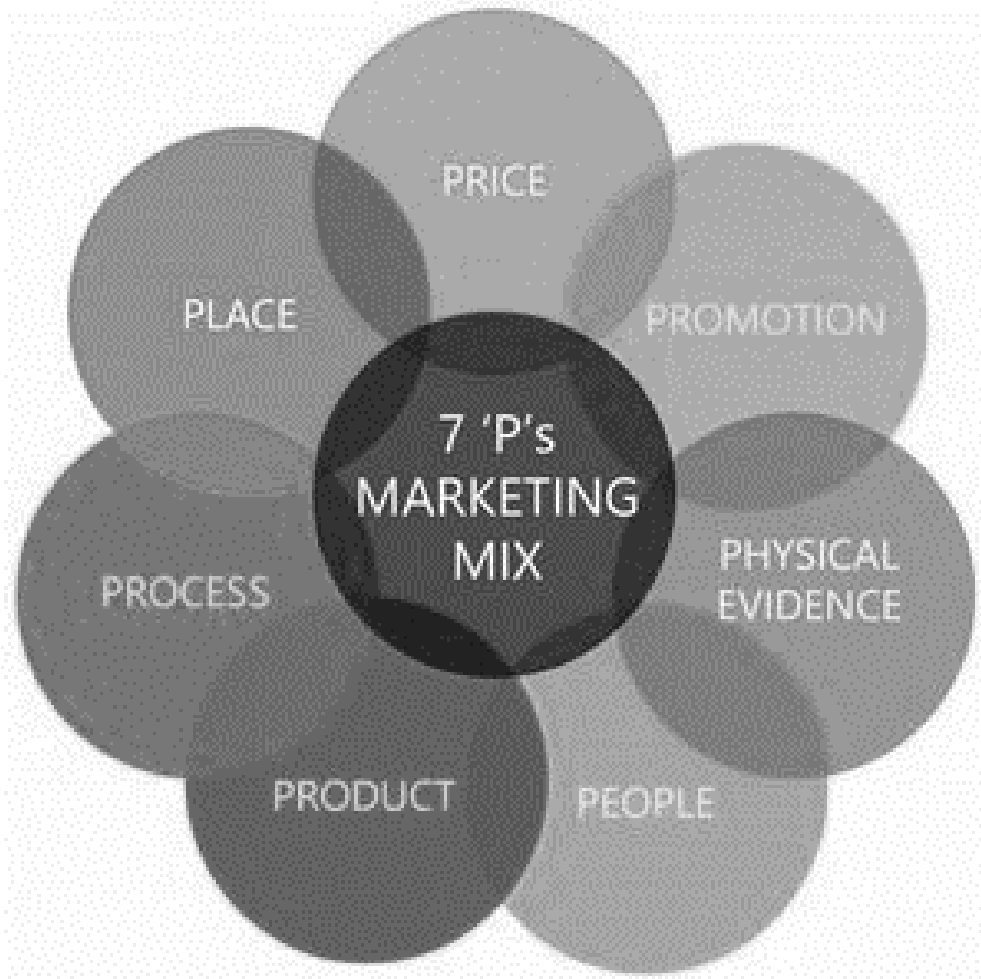 PRICE
PLACE
PROMOTION
7 ‘P’s
MARKETING
MIX
PHYSICAL
EVIDENCE
PROCESS
PRODUCT
PEOPLE